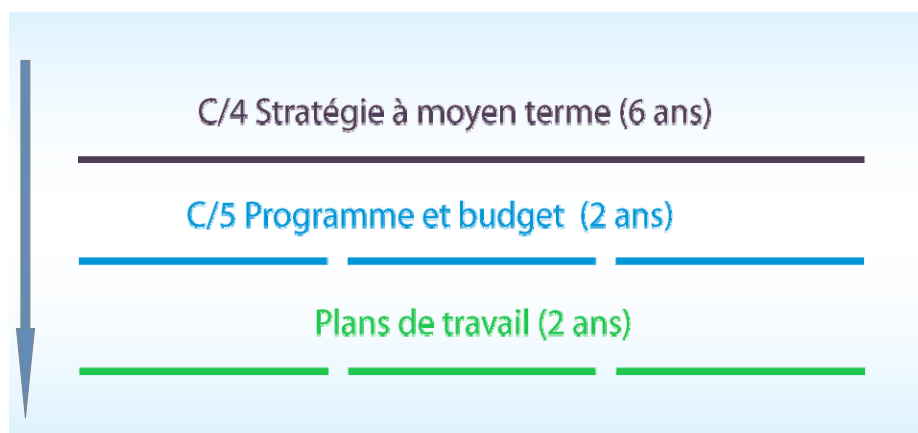 C/4 Stratégie à moyen terme (6 ans)
C/5 Programme et budget (2 ans)
Plans de travail (2 ans)